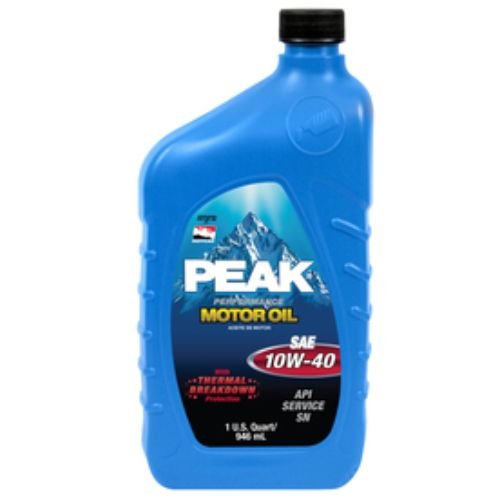 PEAK
PERFORMANCE
MOTOR OIL
ACEITE DE MOTOR
SAE
10W-40
WITH
THERMAL
BREAKDOWN
Protection
API
SERVICE
SN
1 U.S. Quart/
946 mL